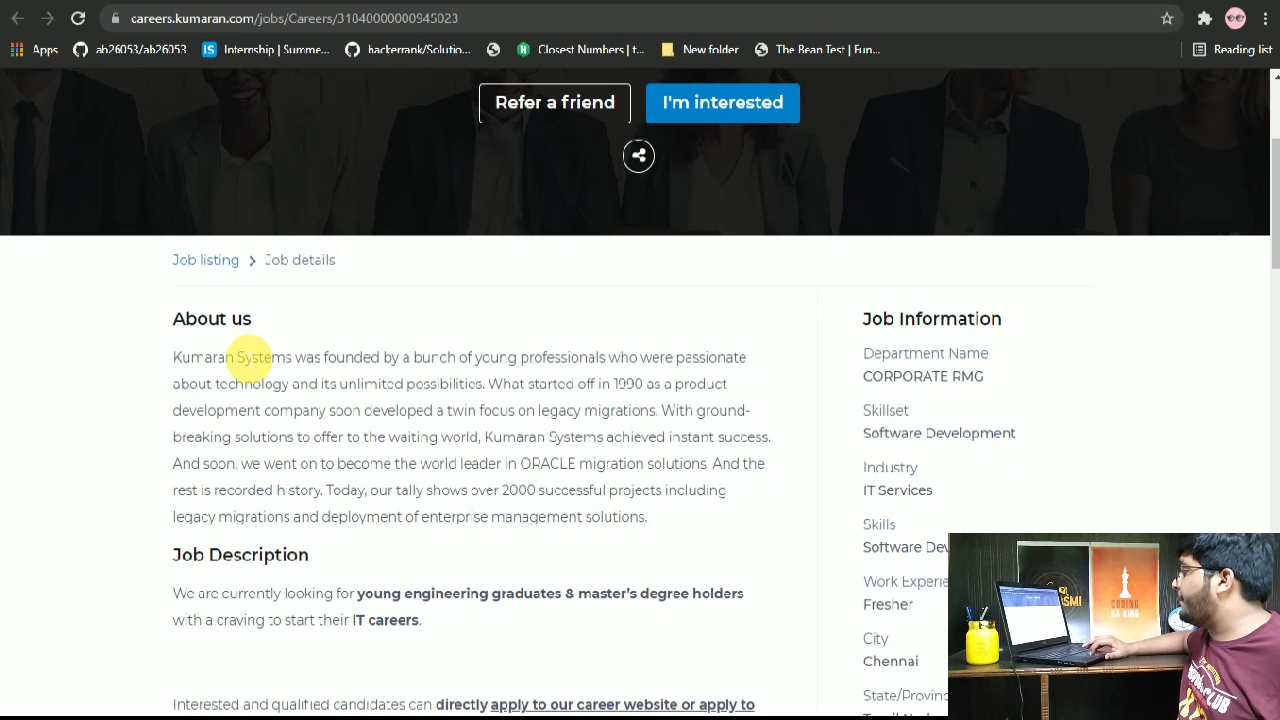 careers.kumaran.com/jobs/Careers/31840000000945023
Apps ab26053/ab26053 Internship | Summe... hackerrank/Solutio... Closest Numbers | t... New folder The Bean Test | Fun... Reading list
Refer a friend I'm interested
Job listing > Job details
About us
Kumaran Systems was founded by a bunch of young professionals who were passionate
about technology and its unlimited possibilities. What started off in 1990 as a product
development company soon developed a twin focus on legacy migrations. With ground-
breaking solutions to offer to the waiting world, Kumaran Systems achieved instant success.
And soon, we went on to become the world leader in ORACLE migration solutions. And the
rest is recorded history. Today, our tally shows over 2000 successful projects including
legacy migrations and deployment of enterprise management solutions.
Job Description
We are currently looking for young engineering graduates & master's degree holders
with a craving to start their IT careers.
Interested and qualified candidates can directly apply to our career website or apply to
Job Information
Department Name
CORPORATE RMG
Skillset
Software Development
Industry
IT Services
Skills
Software Dev
Work Experie
Fresher
City
Chennai
State/Provinc
CODING
KA KING